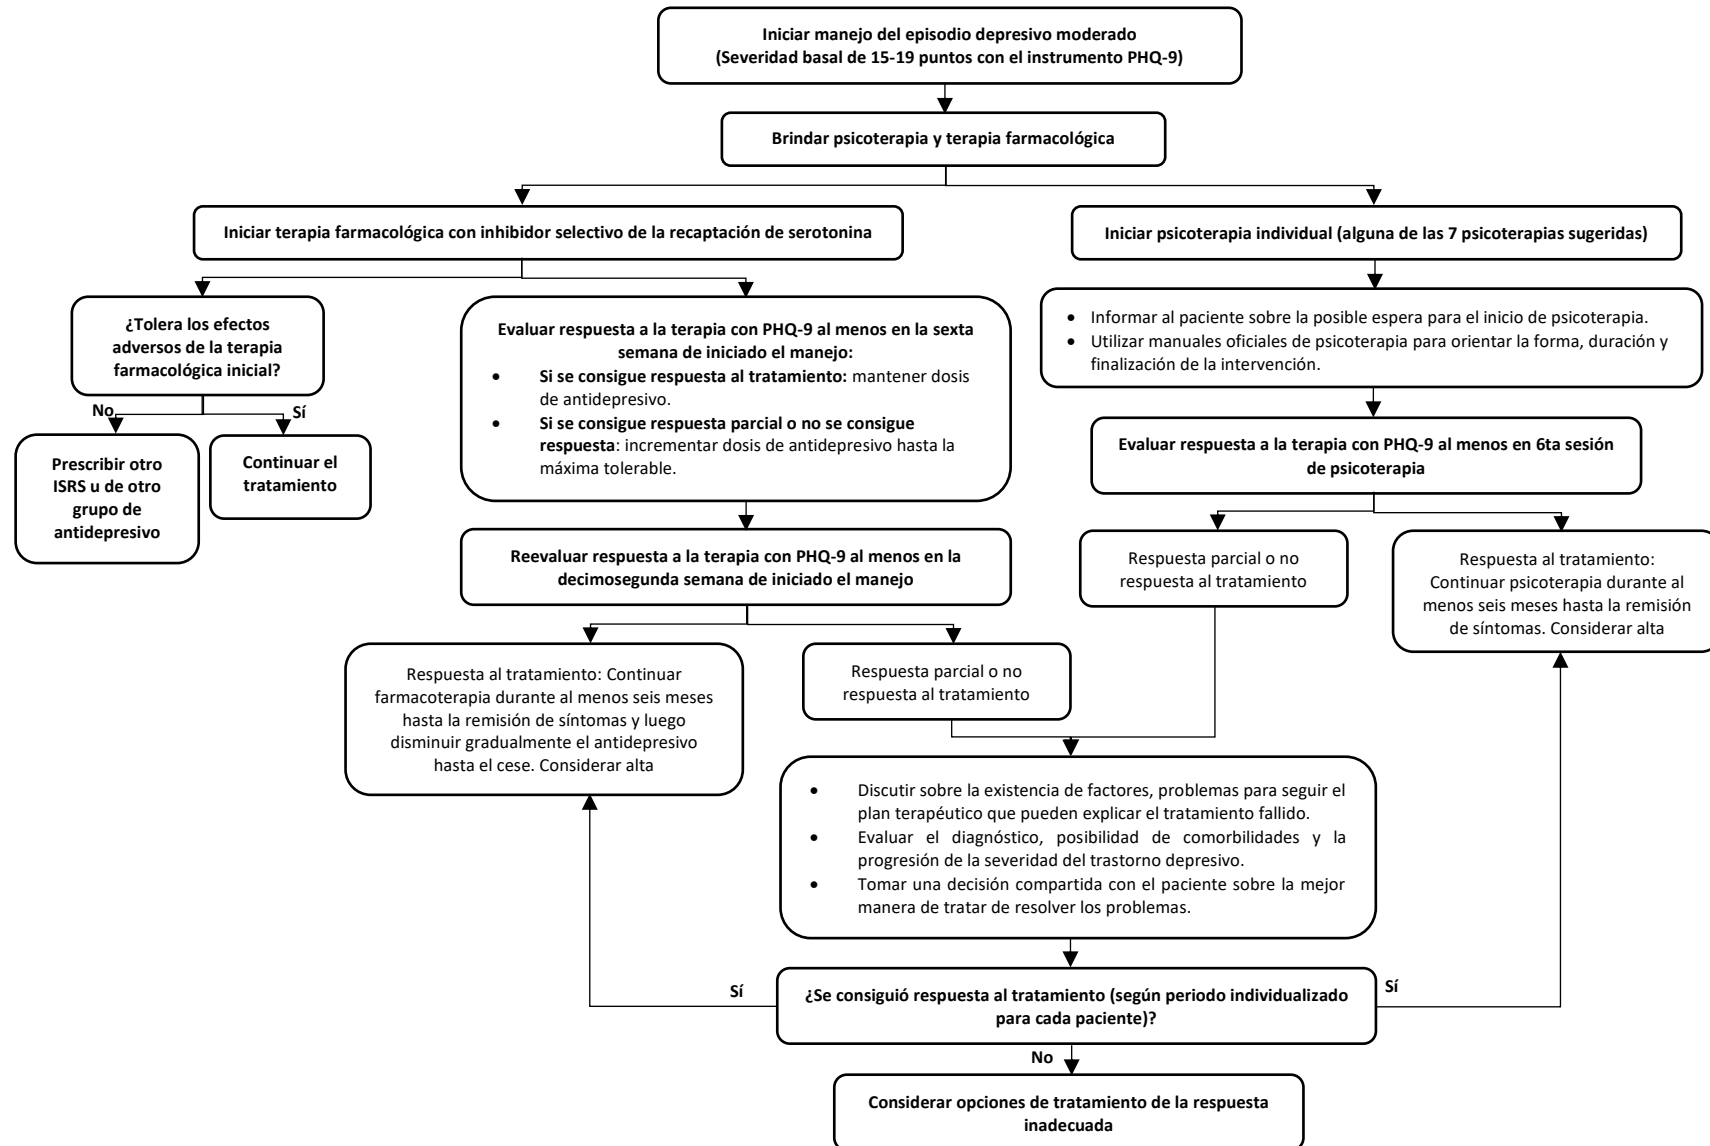 Iniciar manejo del episodio depresivo moderado
(Severidad basal de 15-19 puntos con el instrumento PHQ-9)
Brindar psicoterapia y terapia farmacológica
Iniciar terapia farmacológica con inhibidor selectivo de la recaptación de serotonina
Iniciar psicoterapia individual (alguna de las 7 psicoterapias sugeridas)
¿Tolera los efectos
adversos de la terapia
farmacológica inicial?
No
Sí
Prescribir otro
ISRS u de otro
grupo de
antidepresivo
Continuar el
tratamiento
Evaluar respuesta a la terapia con PHQ-9 al menos en la sexta
semana de iniciado el manejo:
• Si se consigue respuesta al tratamiento: mantener dosis
de antidepresivo.
• Si se consigue respuesta parcial o no se consigue
respuesta: incrementar dosis de antidepresivo hasta la
máxima tolerable.
• Informar al paciente sobre la posible espera para el inicio de psicoterapia.
• Utilizar manuales oficiales de psicoterapia para orientar la forma, duración y
finalización de la intervención.
Evaluar respuesta a la terapia con PHQ-9 al menos en 6ta sesión
de psicoterapia
Reevaluar respuesta a la terapia con PHQ-9 al menos en la
decimosegunda semana de iniciado el manejo
Respuesta parcial o no
respuesta al tratamiento
Respuesta al tratamiento:
Continuar psicoterapia durante al
menos seis meses hasta la remisión
de síntomas. Considerar alta
Respuesta al tratamiento: Continuar
farmacoterapia durante al menos seis meses
hasta la remisión de síntomas y luego
disminuir gradualmente el antidepresivo
hasta el cese. Considerar alta
Respuesta parcial o no
respuesta al tratamiento
• Discutir sobre la existencia de factores, problemas para seguir el
plan terapéutico que pueden explicar el tratamiento fallido.
• Evaluar el diagnóstico, posibilidad de comorbilidades y la
progresión de la severidad del trastorno depresivo.
• Tomar una decisión compartida con el paciente sobre la mejor
manera de tratar de resolver los problemas.
Sí
¿Se consiguió respuesta al tratamiento (según periodo individualizado
para cada paciente)?
Sí
No
Considerar opciones de tratamiento de la respuesta
inadecuada